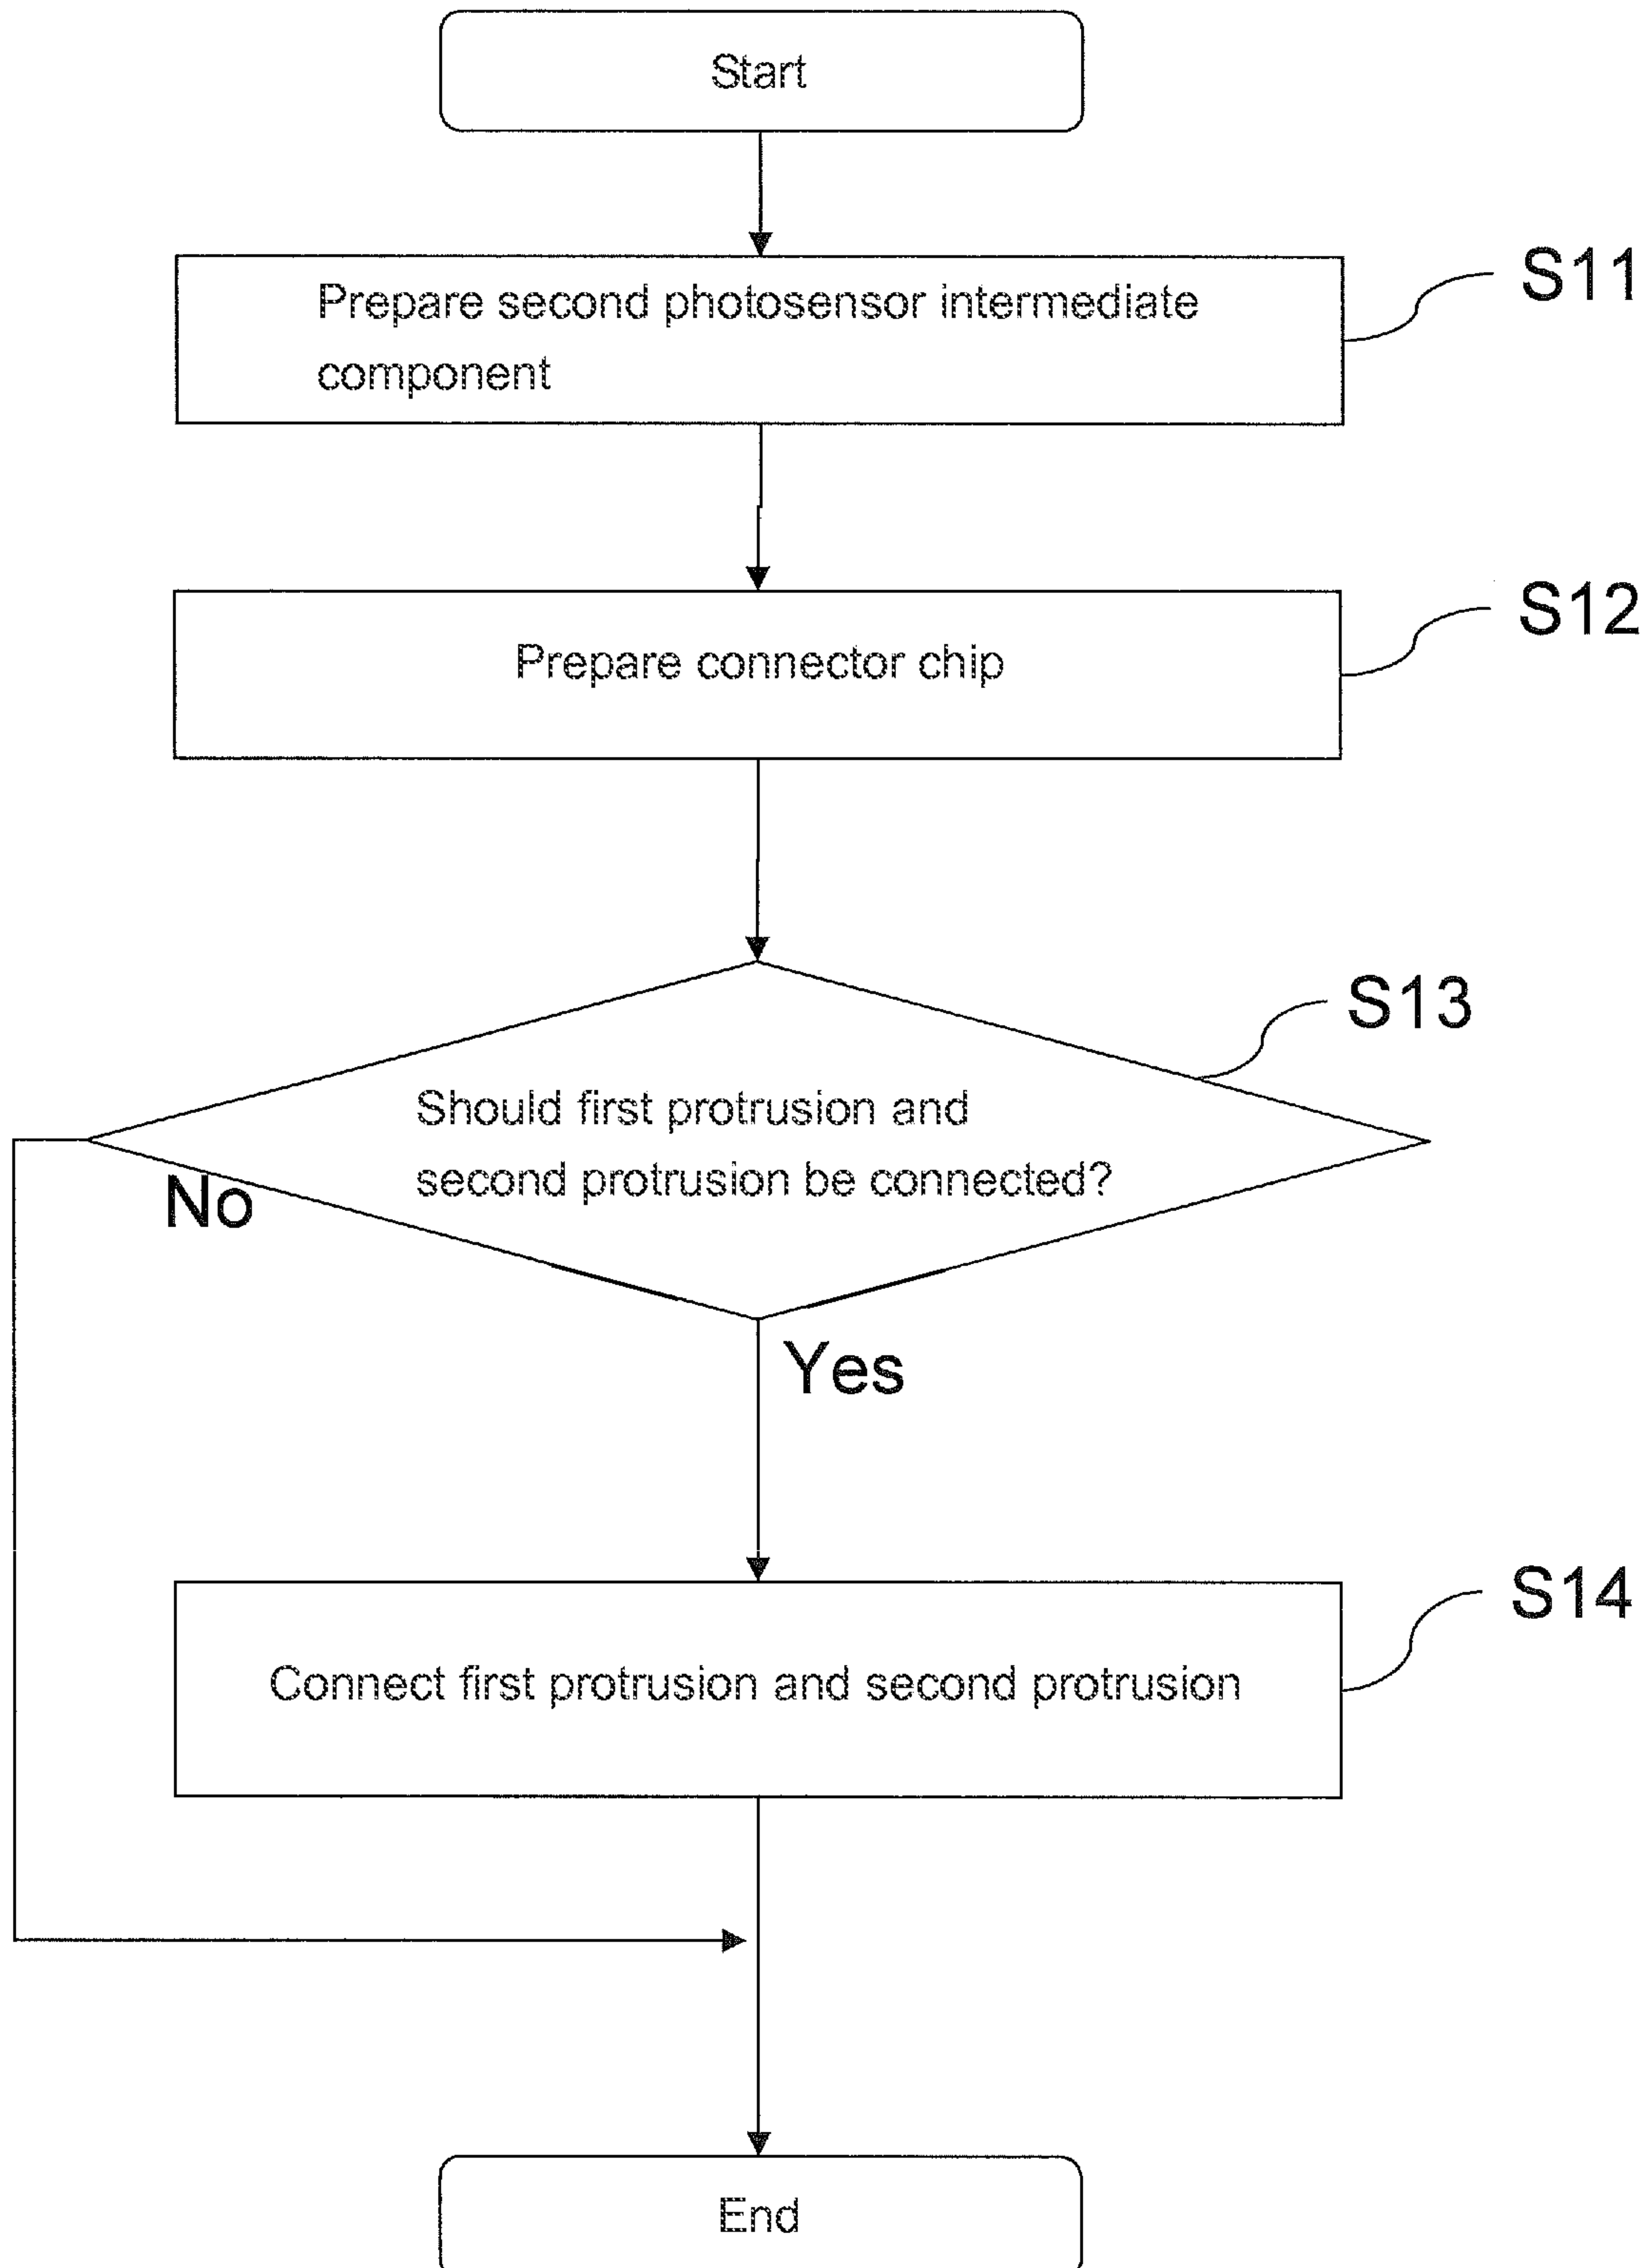 Start
Prepare second photosensor intermediate
component
S11
Prepare connector chip
S12
Should first protrusion and
second protrusion be connected?
S13
No
Yes
Connect first protrusion and second protrusion
S14
End